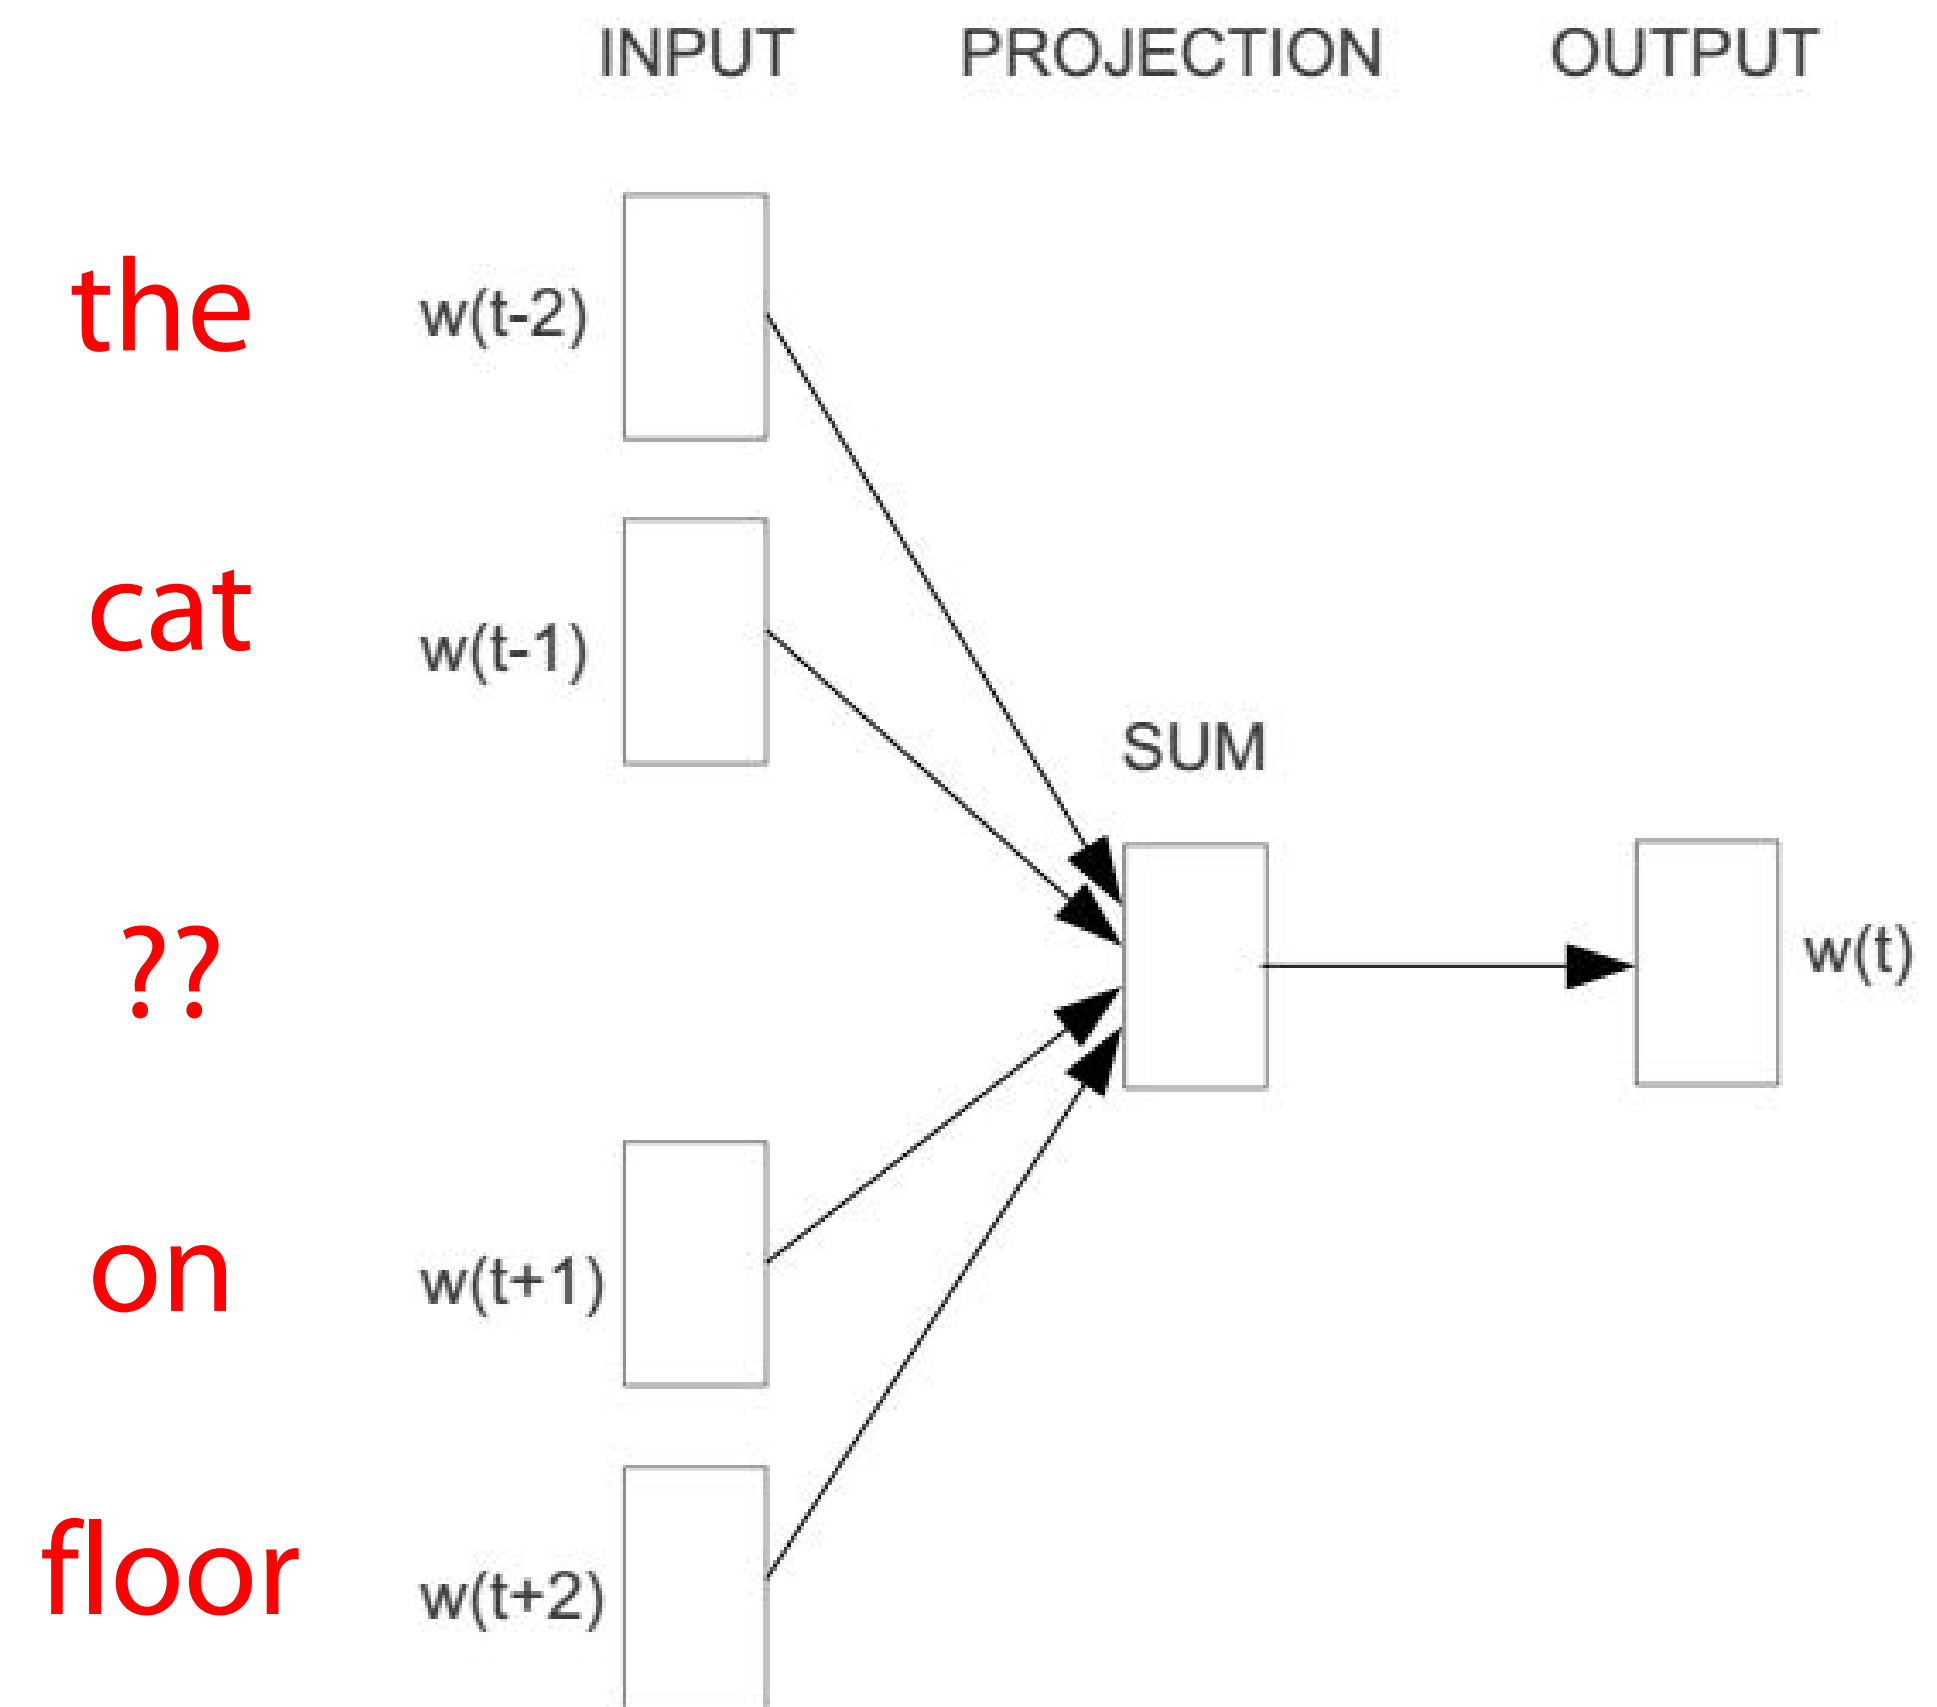 INPUT PROJECTION OUTPUT
the w(t-2)
cat w(t-1)
SUM
?? w(t)
on w(t+1)
floor w(t+2)